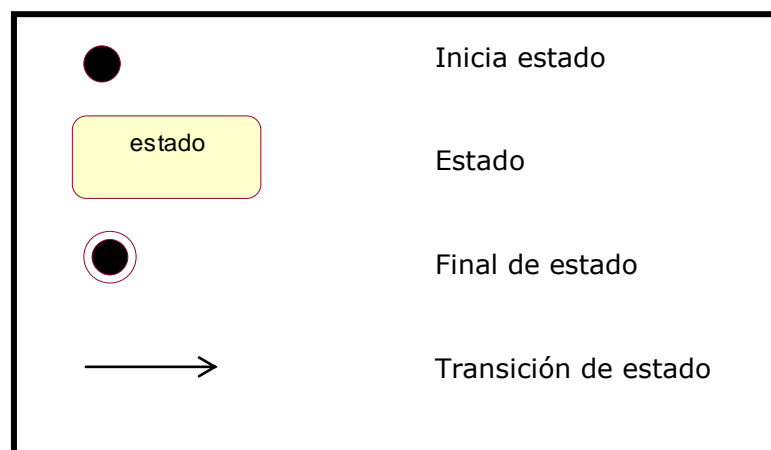 Inicia estado
estado
Estado
Final de estado
Transición de estado